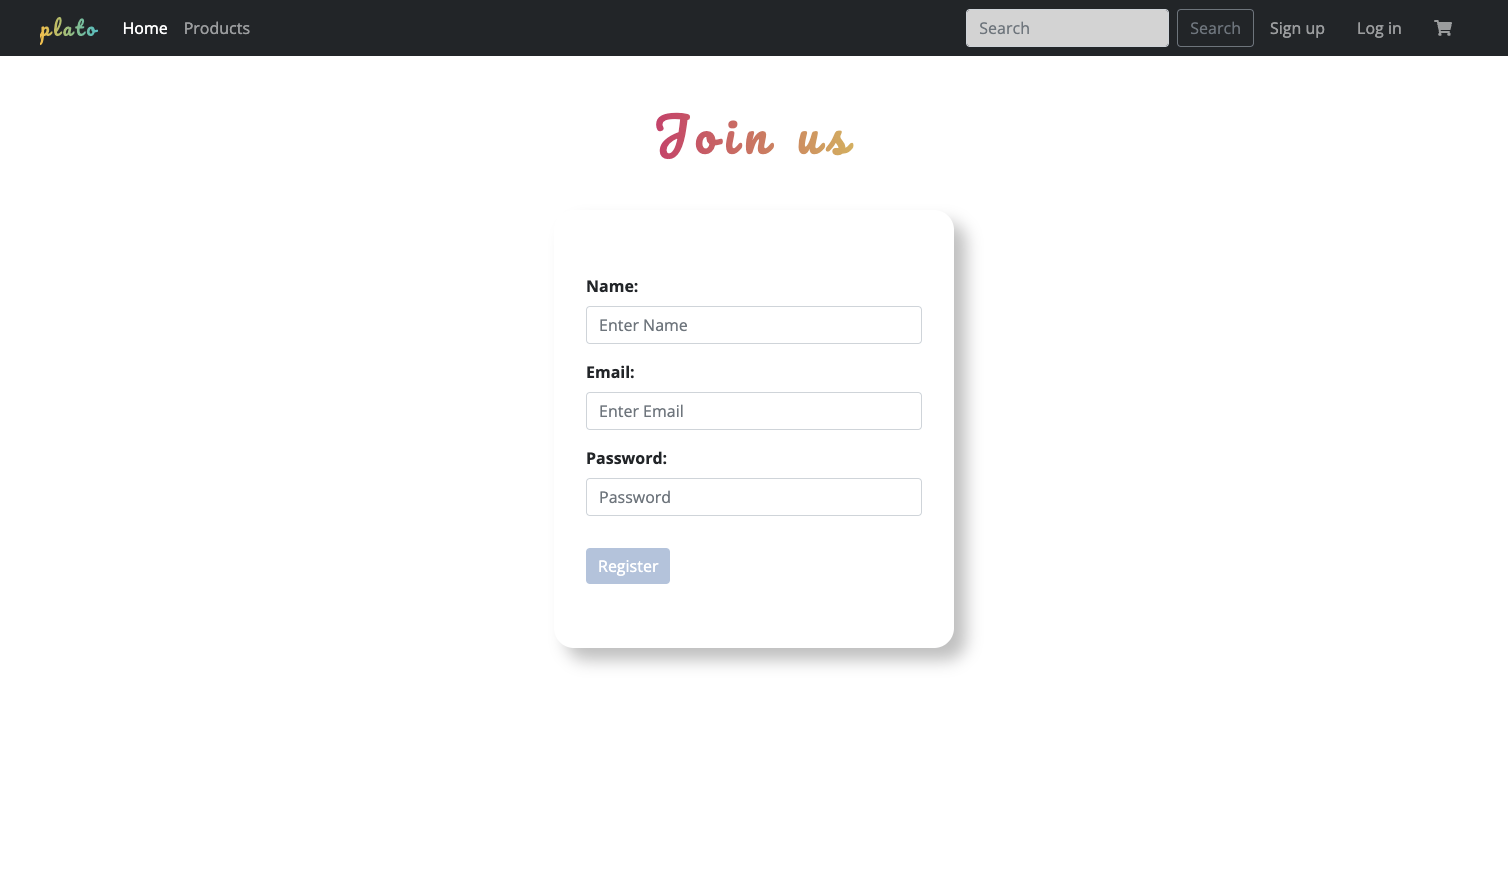 plato Home Products Search Search Sign up Log in
Join us
Name:
Enter Name
Email:
Enter Email
Password:
Password
Register